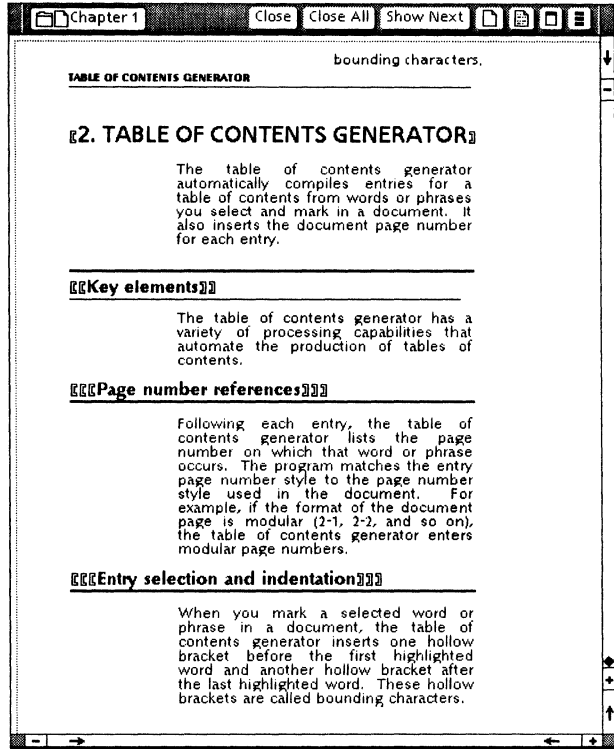 Chapter 1 Close Close All Show Next
bounding characters.
TABLE OF CONTENTS GENERATOR
⟦2. TABLE OF CONTENTS GENERATOR⟧
The table of contents generator
automatically compiles entries for a
table of contents from words or phrases
you select and mark in a document. It
also inserts the document page number
for each entry.
⟦⟦Key elements⟧⟧
The table of contents generator has a
variety of processing capabilities that
automate the production of tables of
contents.
⟦⟦⟦Page number references⟧⟧⟧
Following each entry, the table of
contents generator lists the page
number on which that word or phrase
occurs. The program matches the entry
page number style to the page number
style used in the document. For
example, if the format of the document
page is modular (2-1, 2-2, and so on),
the table of contents generator enters
modular page numbers.
⟦⟦⟦Entry selection and indentation⟧⟧⟧
When you mark a selected word or
phrase in a document, the table of
contents generator inserts one hollow
bracket before the first highlighted
word and another hollow bracket after
the last highlighted word. These hollow
brackets are called bounding characters.